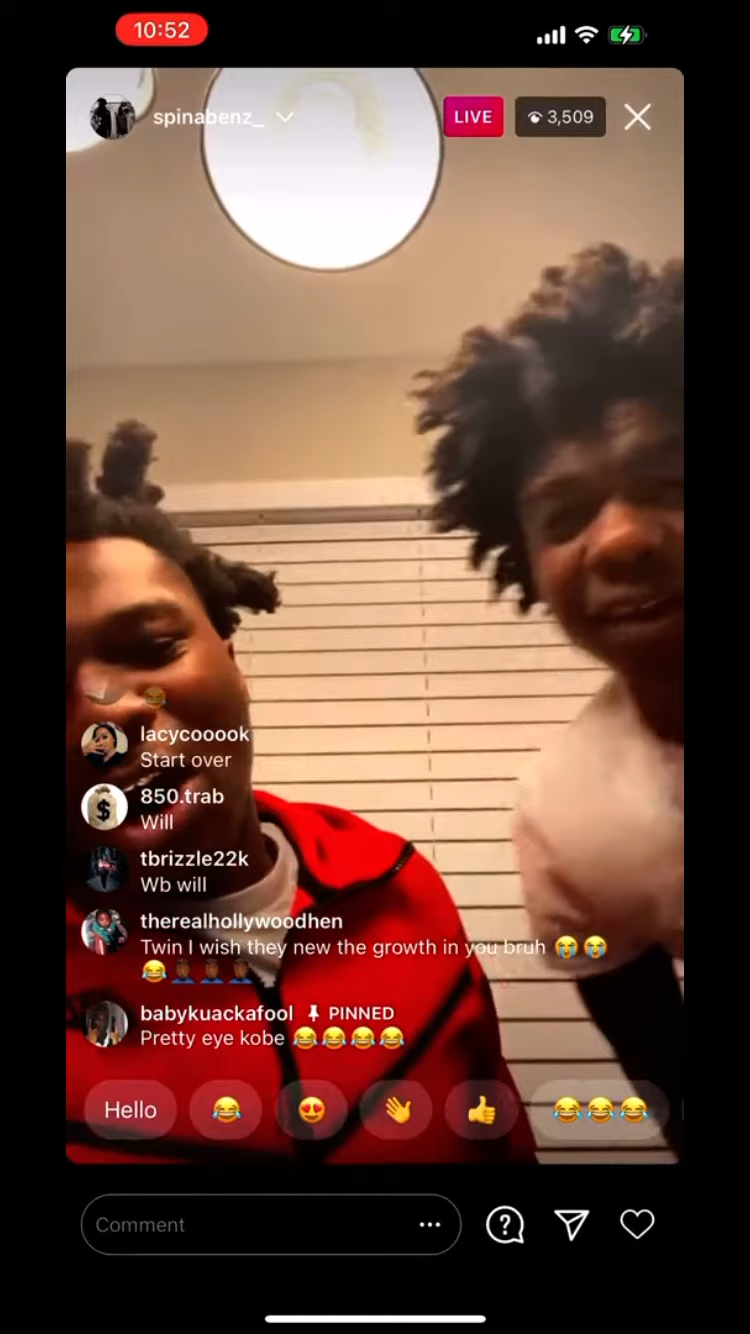 10:52
spinabenz_
LIVE
3,509
😂
lacycooook
Start over
850.trab
Will
tbrizzle22k
Wb will
therealhollywoodhen
Twin I wish they new the growth in you bruh 😭😭
😂🤦🏾‍♂️🤦🏾‍♂️🤦🏾‍♂️
babykuackafool PINNED
Pretty eye kobe 😂😂😂😂
Hello 😂 😍 👋 👍 😂😂😂
Comment